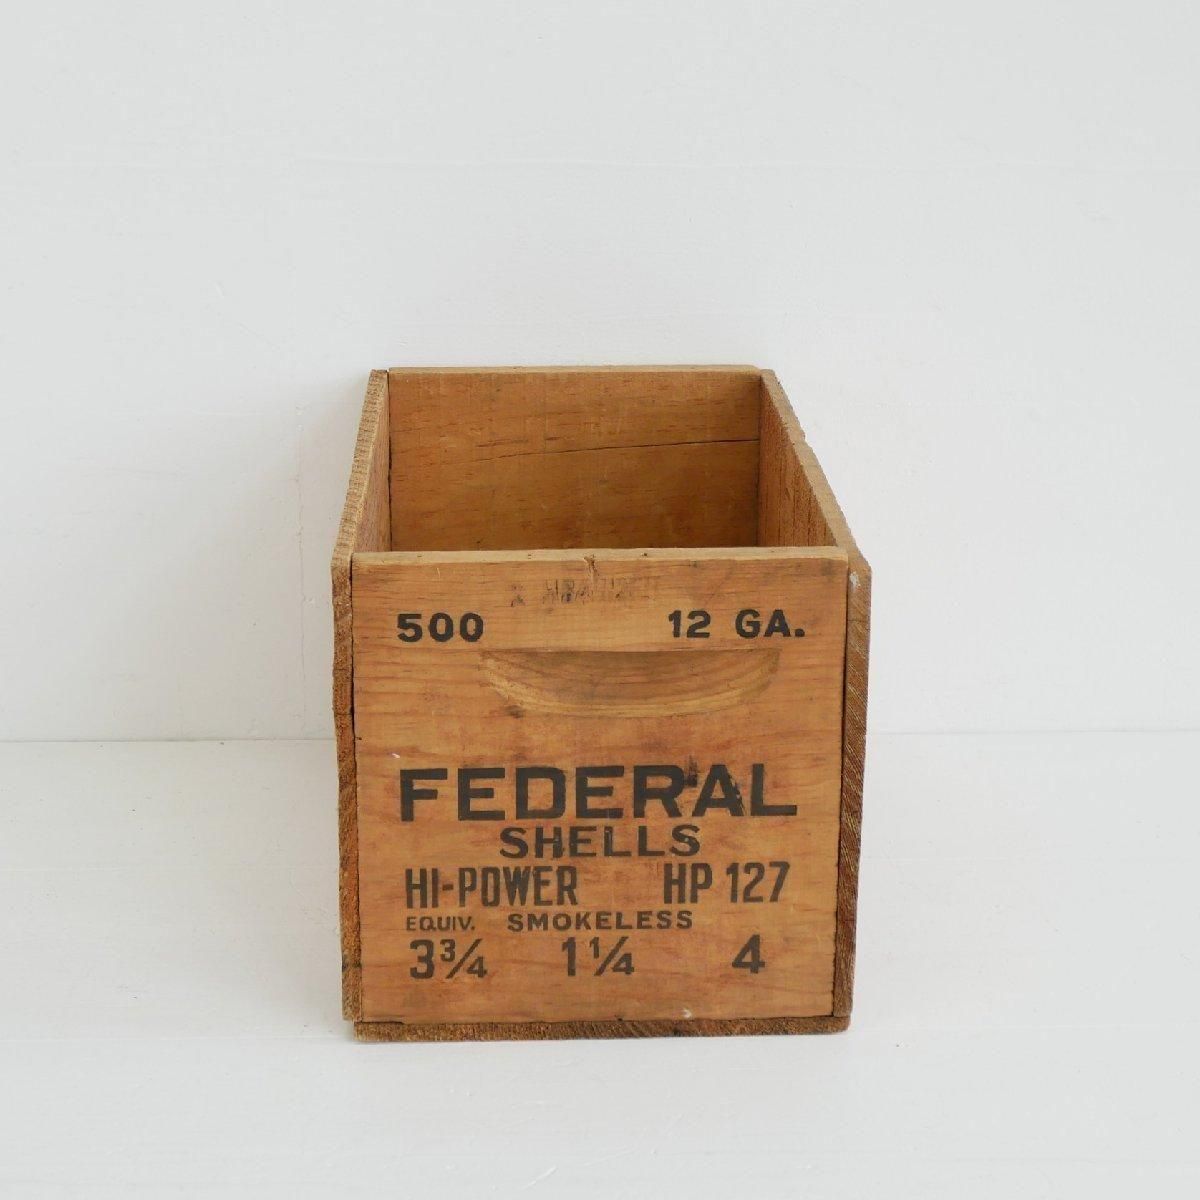 500 12 GA.
FEDERAL
SHELLS
HI-POWER HP 127
EQUIV. SMOKELESS
3¾ 1¼ 4